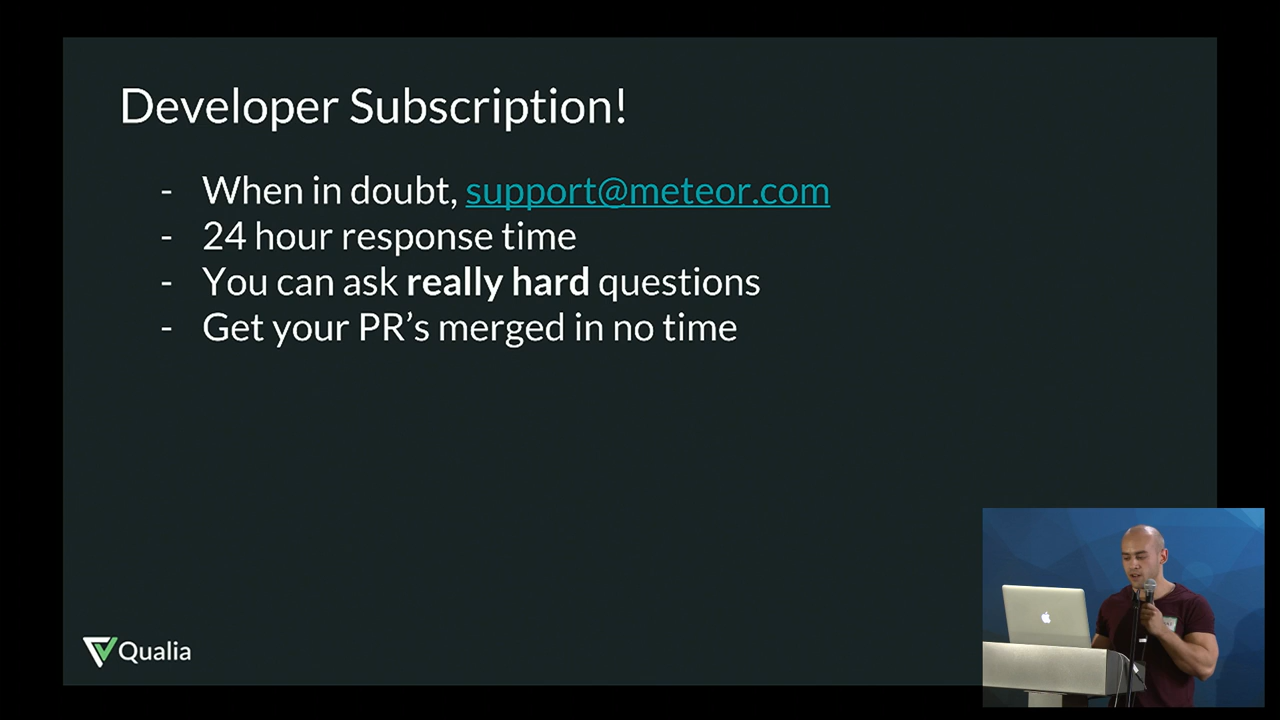 Developer Subscription!
- When in doubt, support@meteor.com
- 24 hour response time
- You can ask really hard questions
- Get your PR’s merged in no time
Qualia